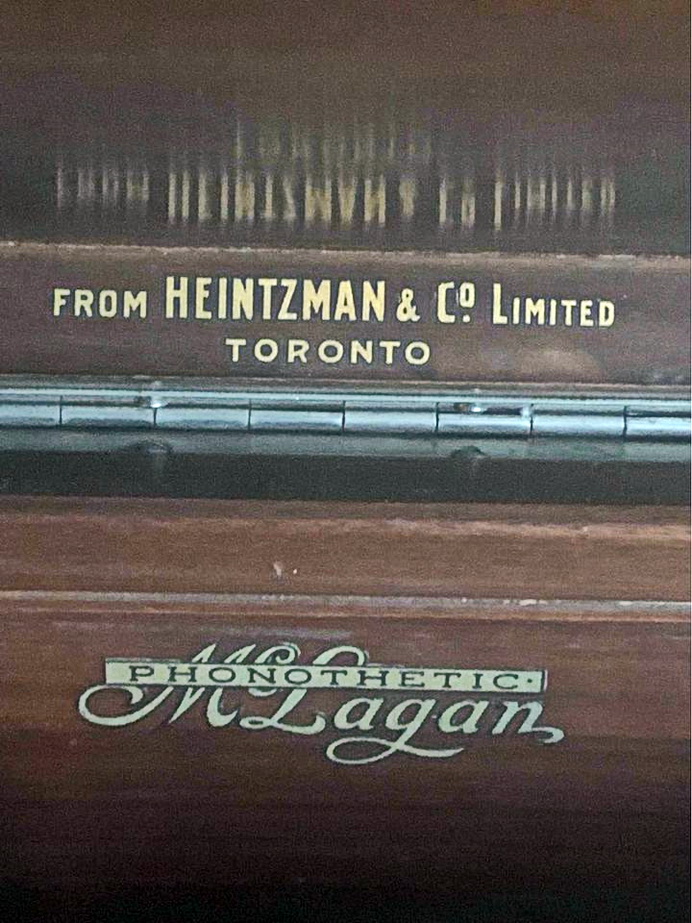 FROM HEINTZMAN & Co. LIMITED
TORONTO
PHONOTHETIC
McLagan